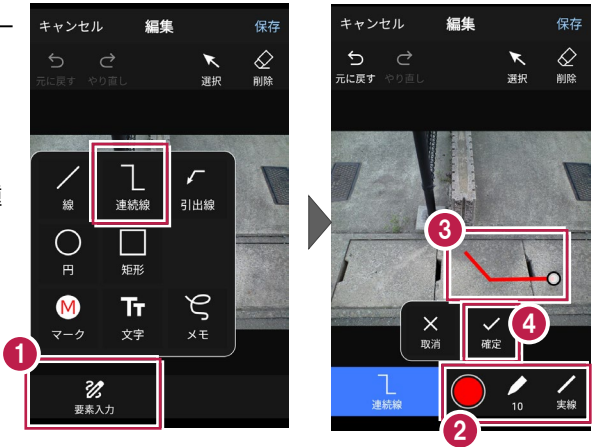 キャンセル 編集 保存
元に戻す やり直し 選択 削除
線 連続線 引出線
円 矩形
M Tт
マーク 文字 メモ
1
要素入力
キャンセル 編集 保存
元に戻す やり直し 選択 削除
3
4
取消 確定
連続線 10 実線
2